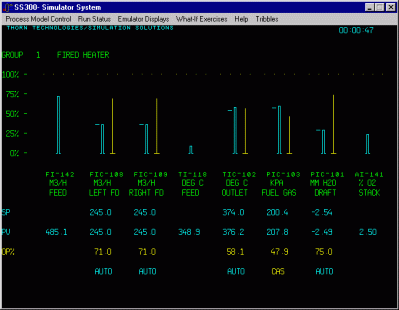 SS300- Simulator System
Process Model Control Run Status Emulator Displays What-If Exercises Help Tribbles
THORN TECHNOLOGIES/SIMULATION SOLUTIONS
00:00:47
GROUP 1 FIRED HEATER
100%
75%
50%
25%
0%
FI-142 FIC-108 FIC-109 TI-118 TIC-102 PIC-103 PIC-101 AI-141
M3/H M3/H M3/H DEG C DEG C KPA MM H2O % O2
FEED LEFT FD RIGHT FD FEED OUTLET FUEL GAS DRAFT STACK
SP 245.0 245.0 374.0 200.4 -2.54
PV 485.1 245.0 245.0 348.9 376.2 207.8 -2.49 2.50
OP% 71.0 71.0 58.1 47.9 75.0
AUTO AUTO AUTO CAS AUTO